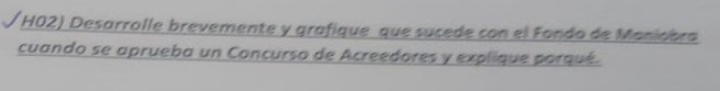 H02) Desarrolle brevemente y grafique que sucede con el Fondo de Maniobra
cuando se aprueba un Concurso de Acreedores y explique porqué.